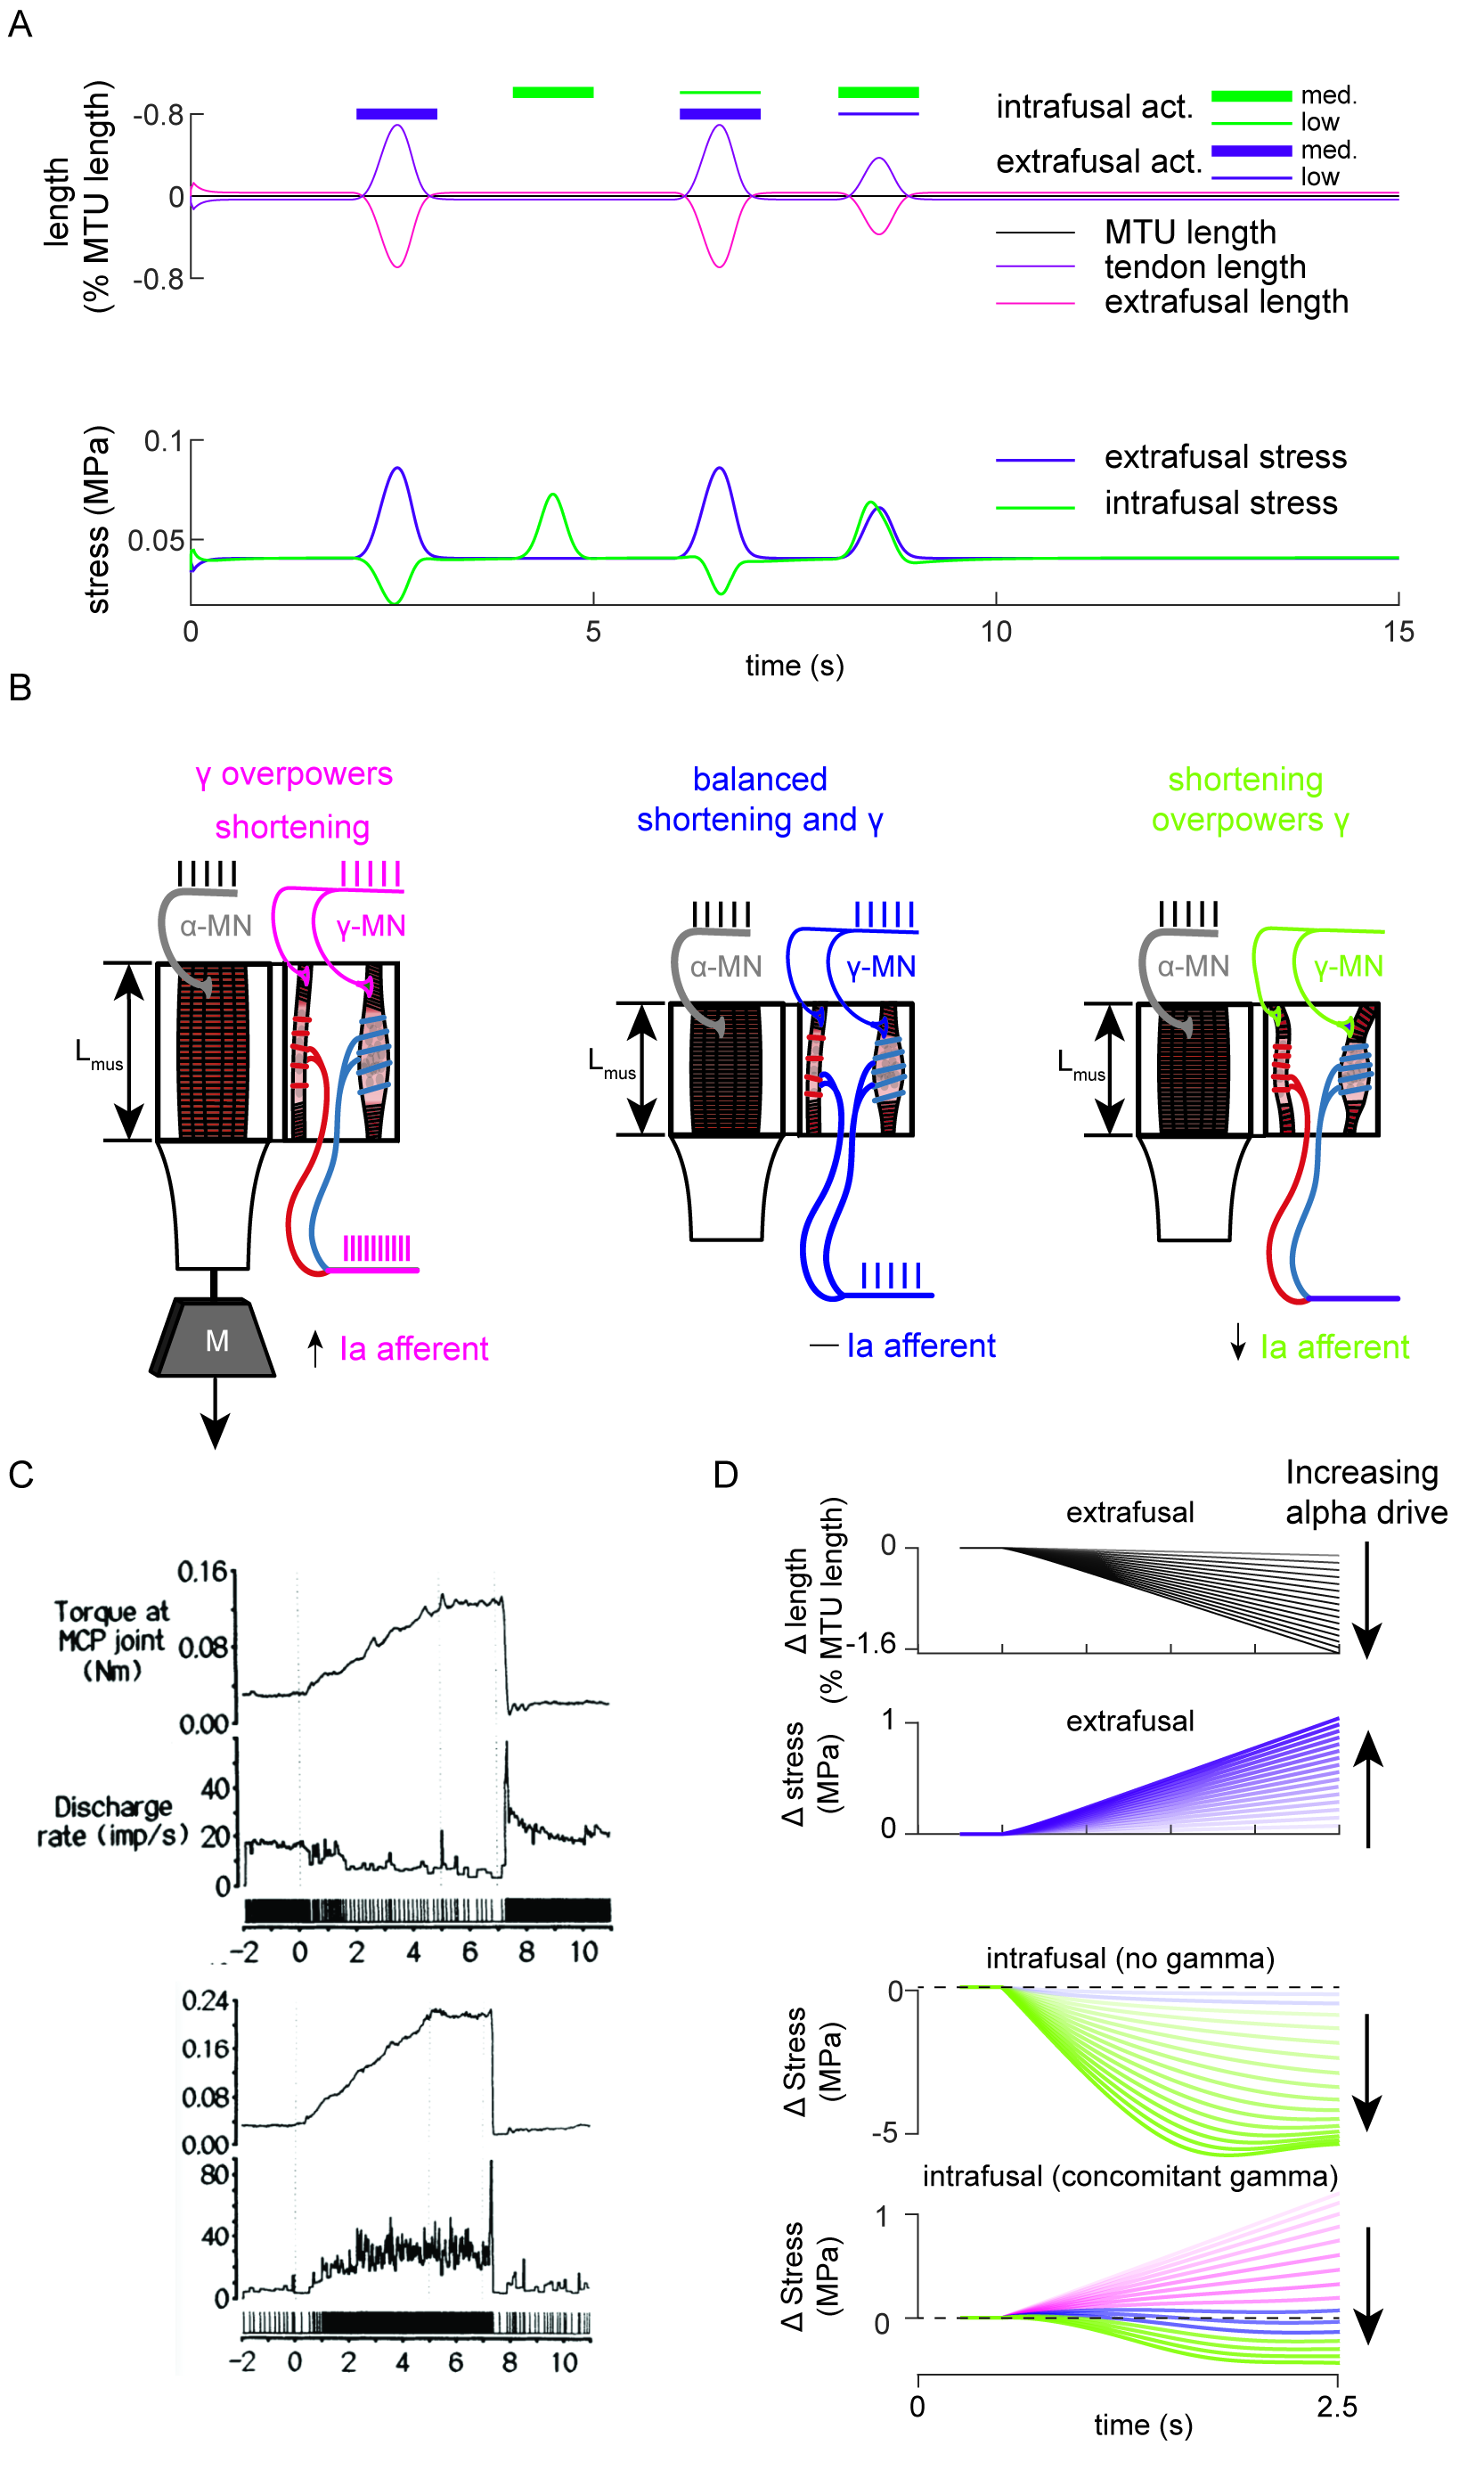 A
-0.8
0
-0.8
length
(% MTU length)
intrafusal act.
med.
low
extrafusal act.
med.
low
MTU length
tendon length
extrafusal length
0.1
0.05
stress (MPa)
extrafusal stress
intrafusal stress
0
5
10
15
time (s)
B
γ overpowers
shortening
α-MN
γ-MN
Lmus
M
↑ Ia afferent
balanced
shortening and γ
α-MN
γ-MN
Lmus
— Ia afferent
shortening
overpowers γ
α-MN
γ-MN
Lmus
↓ Ia afferent
C
0.16
Torque at
MCP joint
(Nm)
0.08
0.00
40
Discharge
rate (imp/s)
20
0
-2 0 2 4 6 8 10
0.24
0.16
0.08
0.00
80
40
0
-2 0 2 4 6 8 10
D
Increasing
alpha drive
extrafusal
0
-1.6
Δ length
(% MTU length)
extrafusal
1
0
Δ stress
(MPa)
intrafusal (no gamma)
0
-5
Δ Stress
(MPa)
intrafusal (concomitant gamma)
1
0
Δ Stress
(MPa)
0
2.5
time (s)